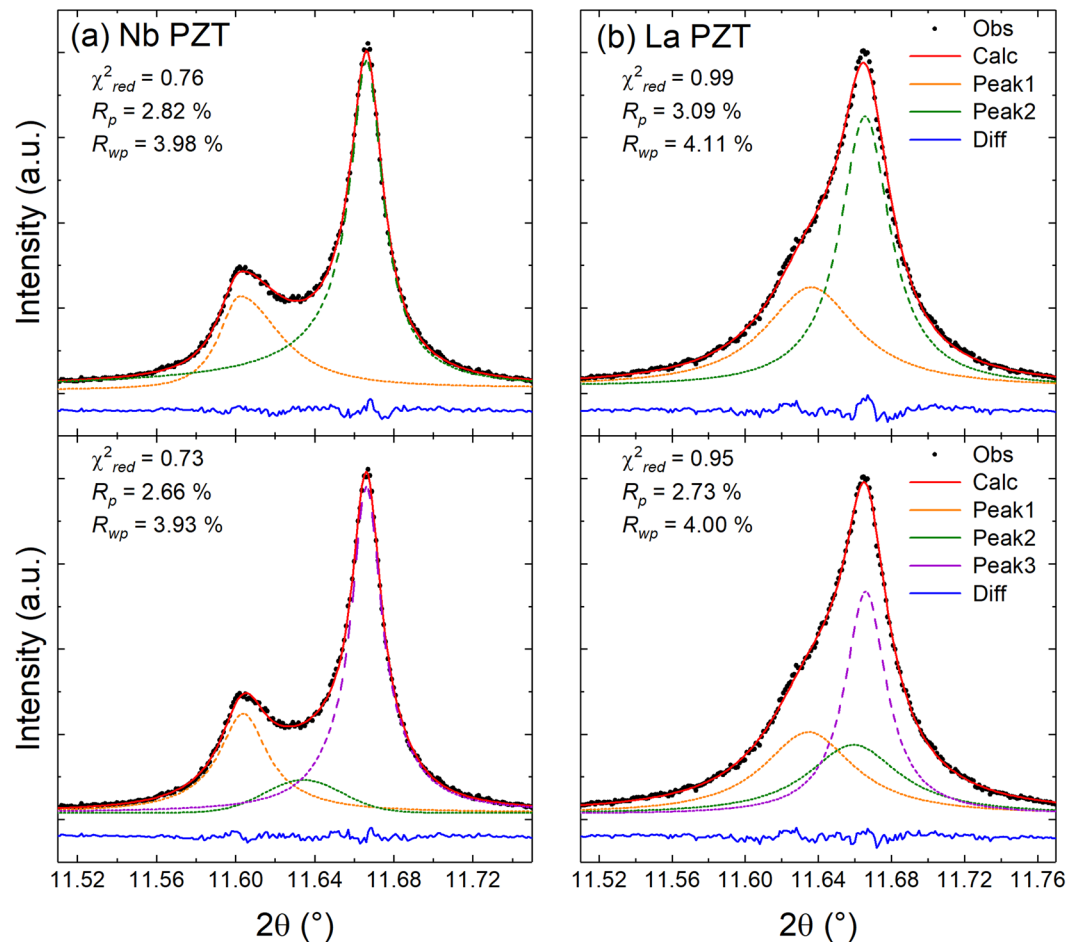 (a) Nb PZT
χ²red = 0.76
Rp = 2.82 %
Rwp = 3.98 %
Intensity (a.u.)
(b) La PZT
χ²red = 0.99
Rp = 3.09 %
Rwp = 4.11 %
Obs
Calc
Peak1
Peak2
Diff
χ²red = 0.73
Rp = 2.66 %
Rwp = 3.93 %
Intensity (a.u.)
11.52 11.60 11.64 11.68 11.72
2θ (°)
χ²red = 0.95
Rp = 2.73 %
Rwp = 4.00 %
Obs
Calc
Peak1
Peak2
Peak3
Diff
11.52 11.60 11.64 11.68 11.72 11.76
2θ (°)